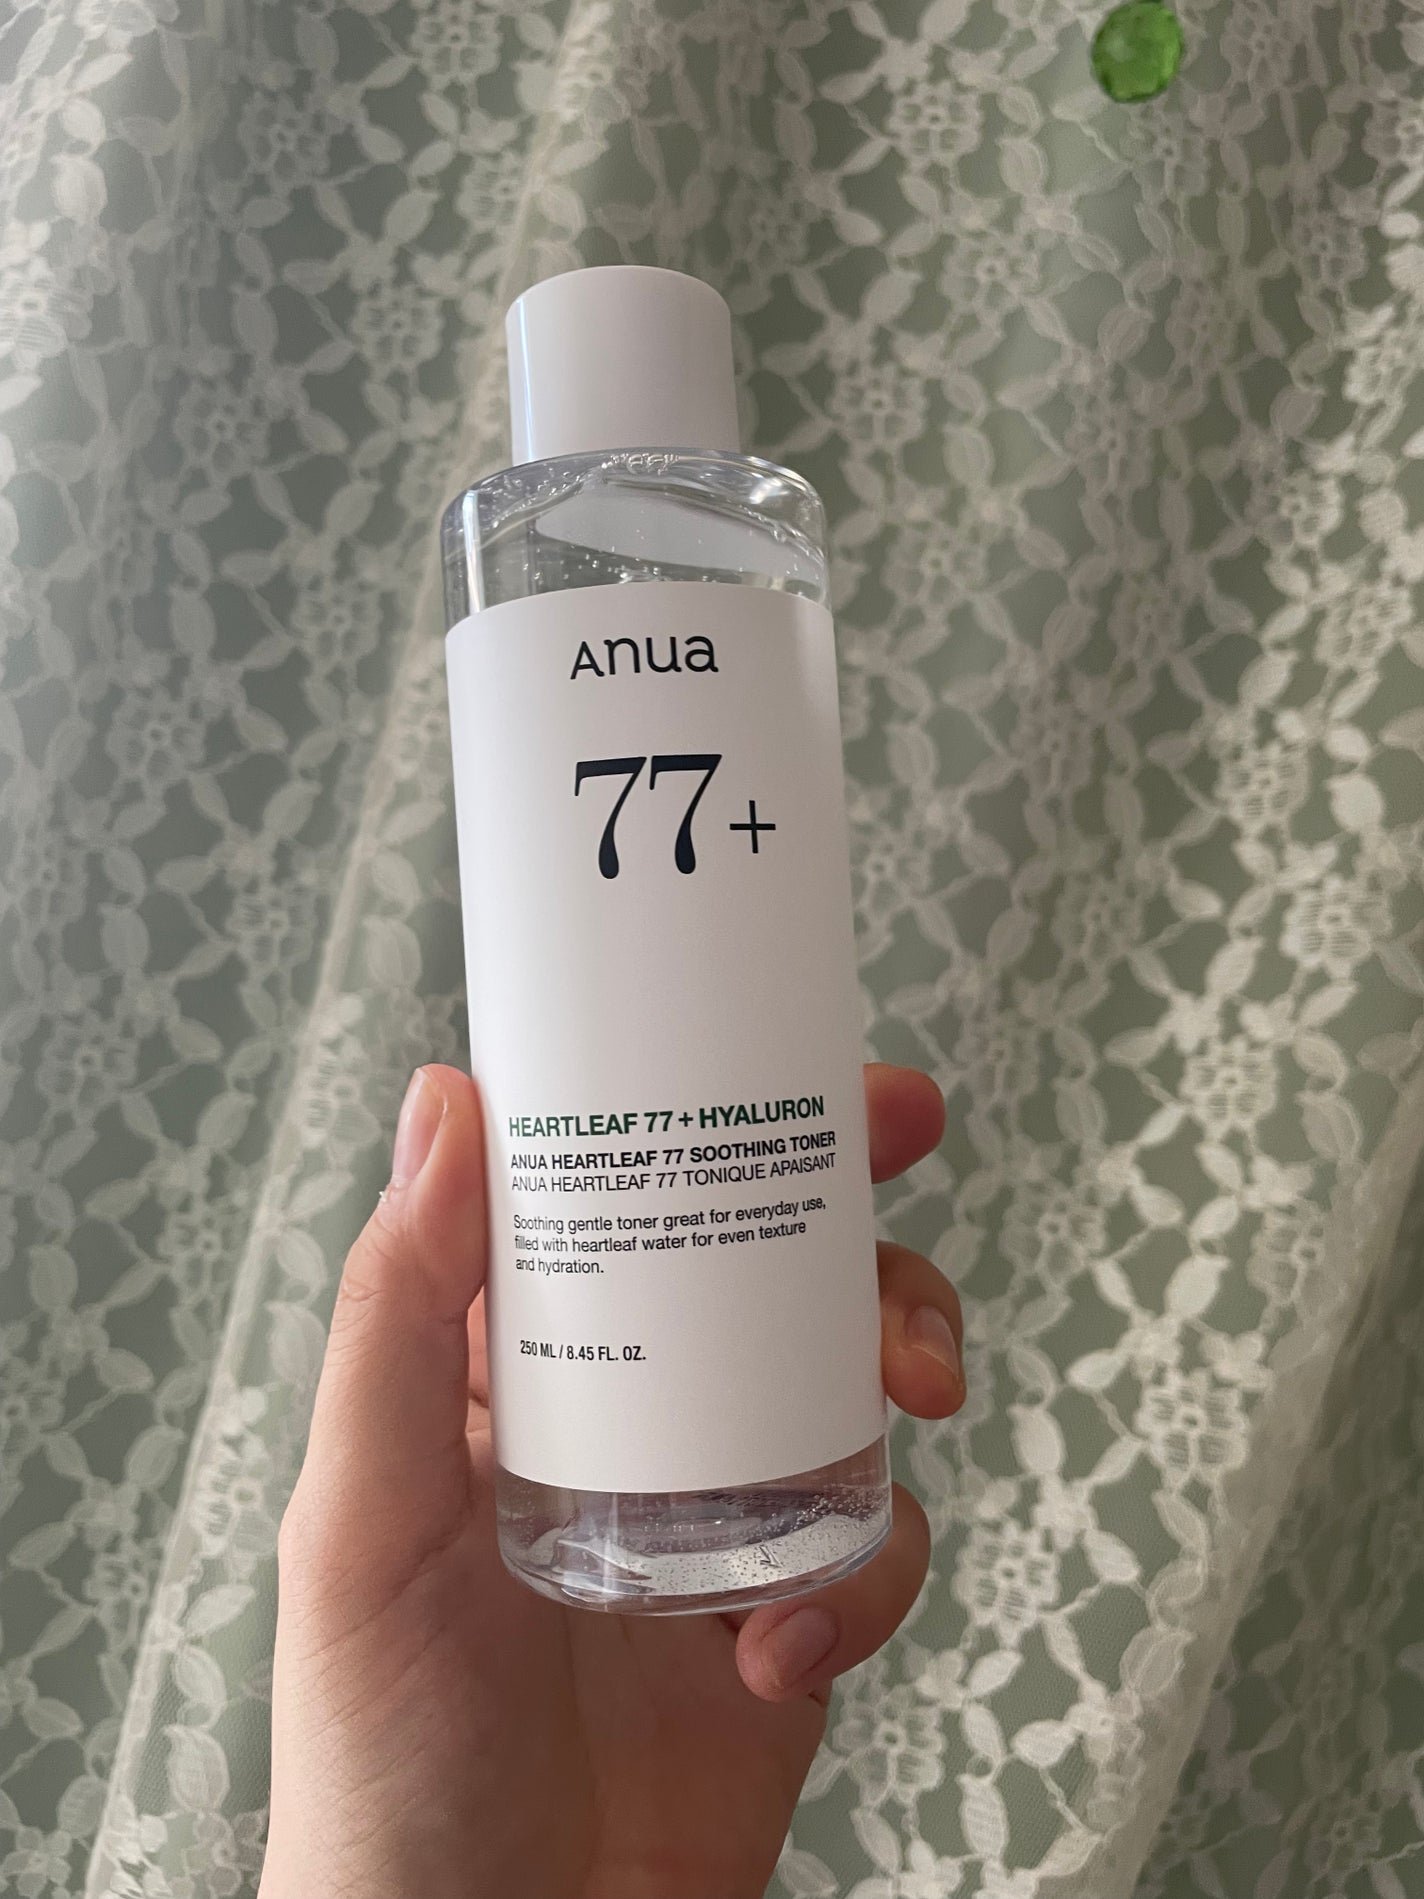 Anua
77+
HEARTLEAF 77 + HYALURON
ANUA HEARTLEAF 77 SOOTHING TONER
ANUA HEARTLEAF 77 TONIQUE APAISANT
Soothing gentle toner great for everyday use,
filled with heartleaf water for even texture
and hydration.
250 ML / 8.45 FL. OZ.